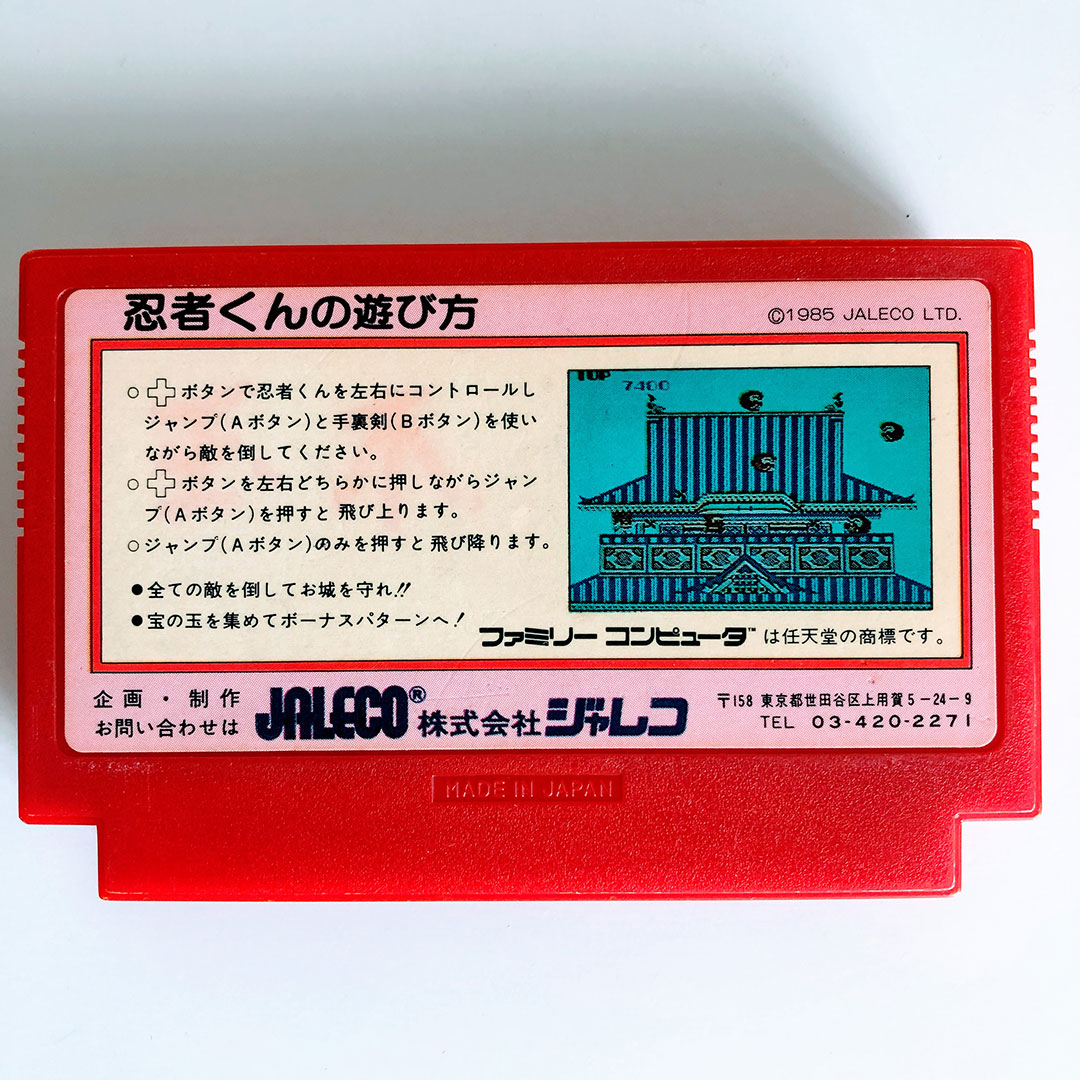 忍者くんの遊び方
©1985 JALECO LTD.
○ ボタンで忍者くんを左右にコントロールし
ジャンプ(Aボタン)と手裏剣(Bボタン)を使い
ながら敵を倒してください。
○ ボタンを左右どちらかに押しながらジャン
プ(Aボタン)を押すと 飛び上ります。
○ジャンプ(Aボタン)のみを押すと 飛び降ります。
●全ての敵を倒してお城を守れ!!
●宝の玉を集めてボーナスパターンへ!
TOP
7400
ファミリー コンピュータ™ は任天堂の商標です。
企画・制作
お問い合わせは
JALECO® 株式会社ジャレコ
〒158 東京都世田谷区上用賀5-24-9
TEL 03-420-2271
MADE IN JAPAN